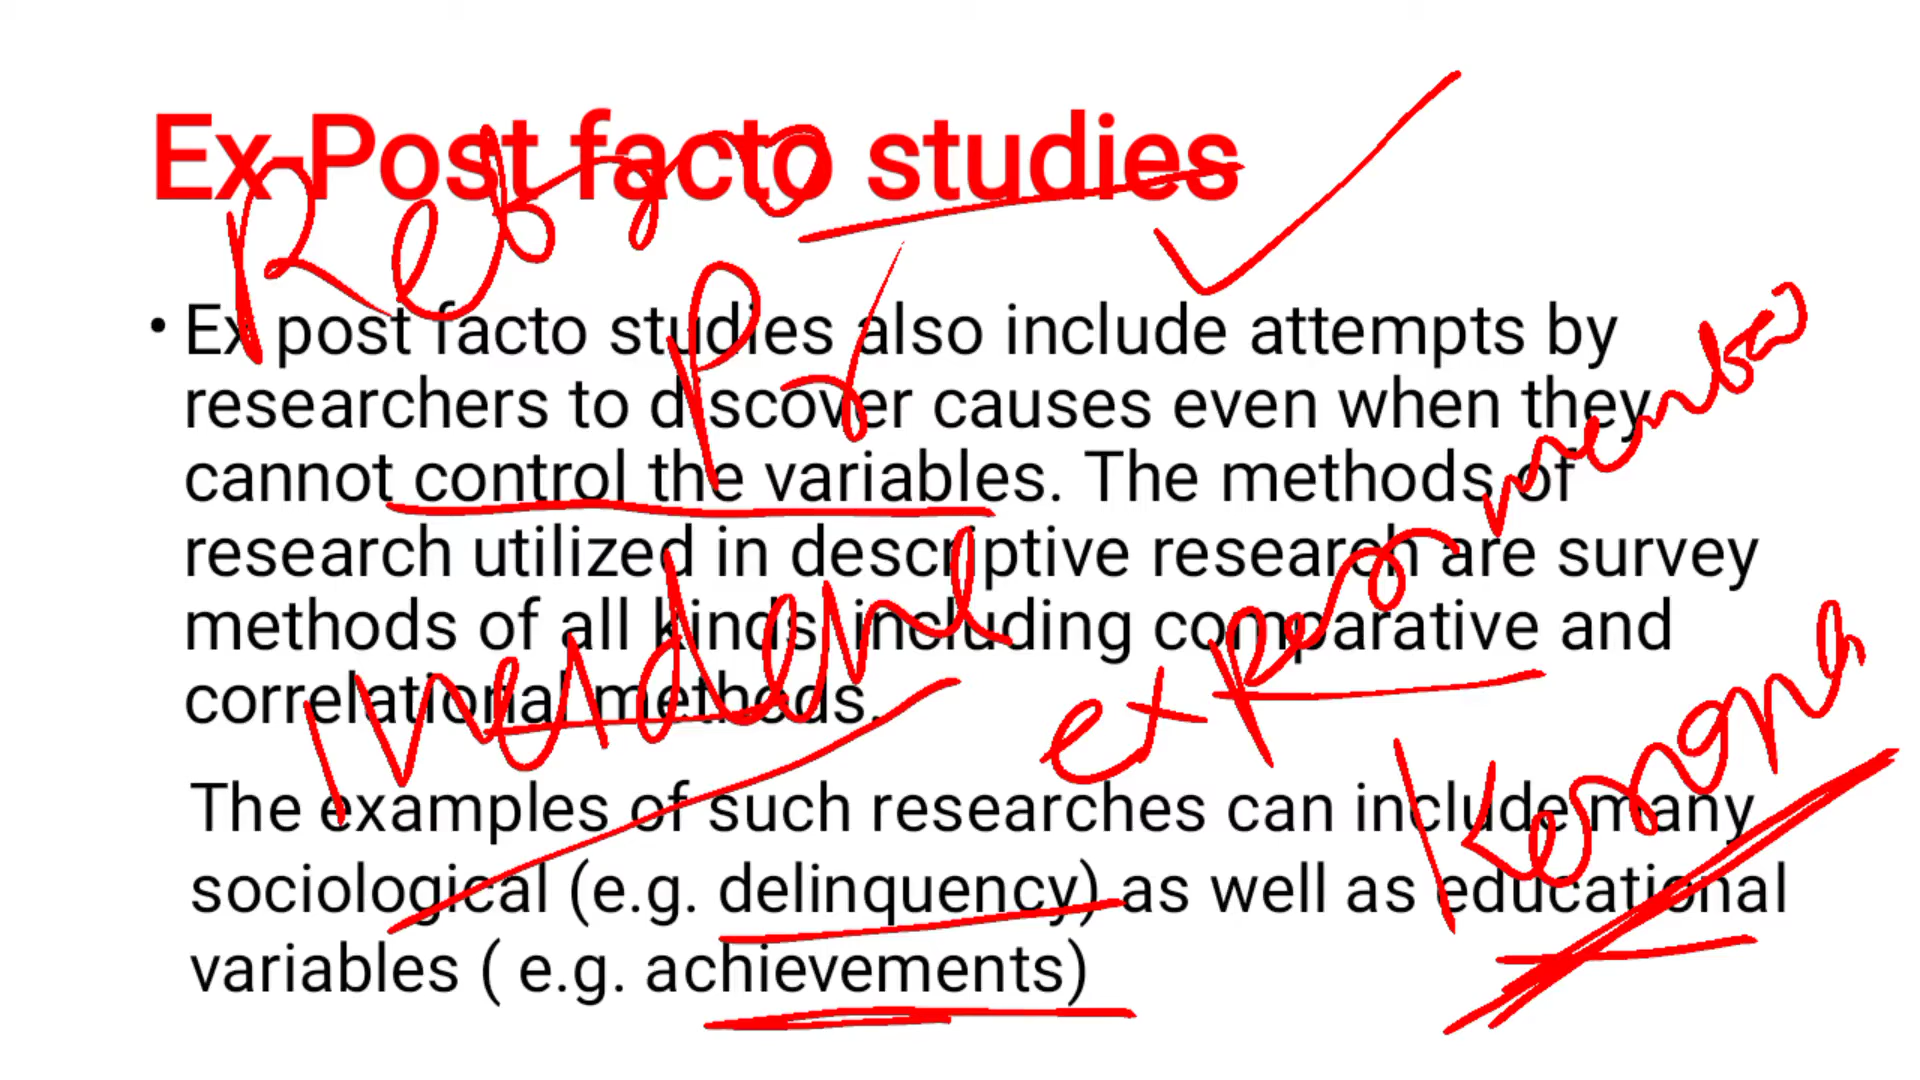 Ex-Post facto studies
Retro
Pr
• Ex post facto studies also include attempts by
researchers to discover causes even when they
cannot control the variables. The methods of
research utilized in descriptive research are survey
methods of all kinds, including comparative and
correlational methods.
The examples of such researches can include many
sociological (e.g. delinquency) as well as educational
variables ( e.g. achievements)